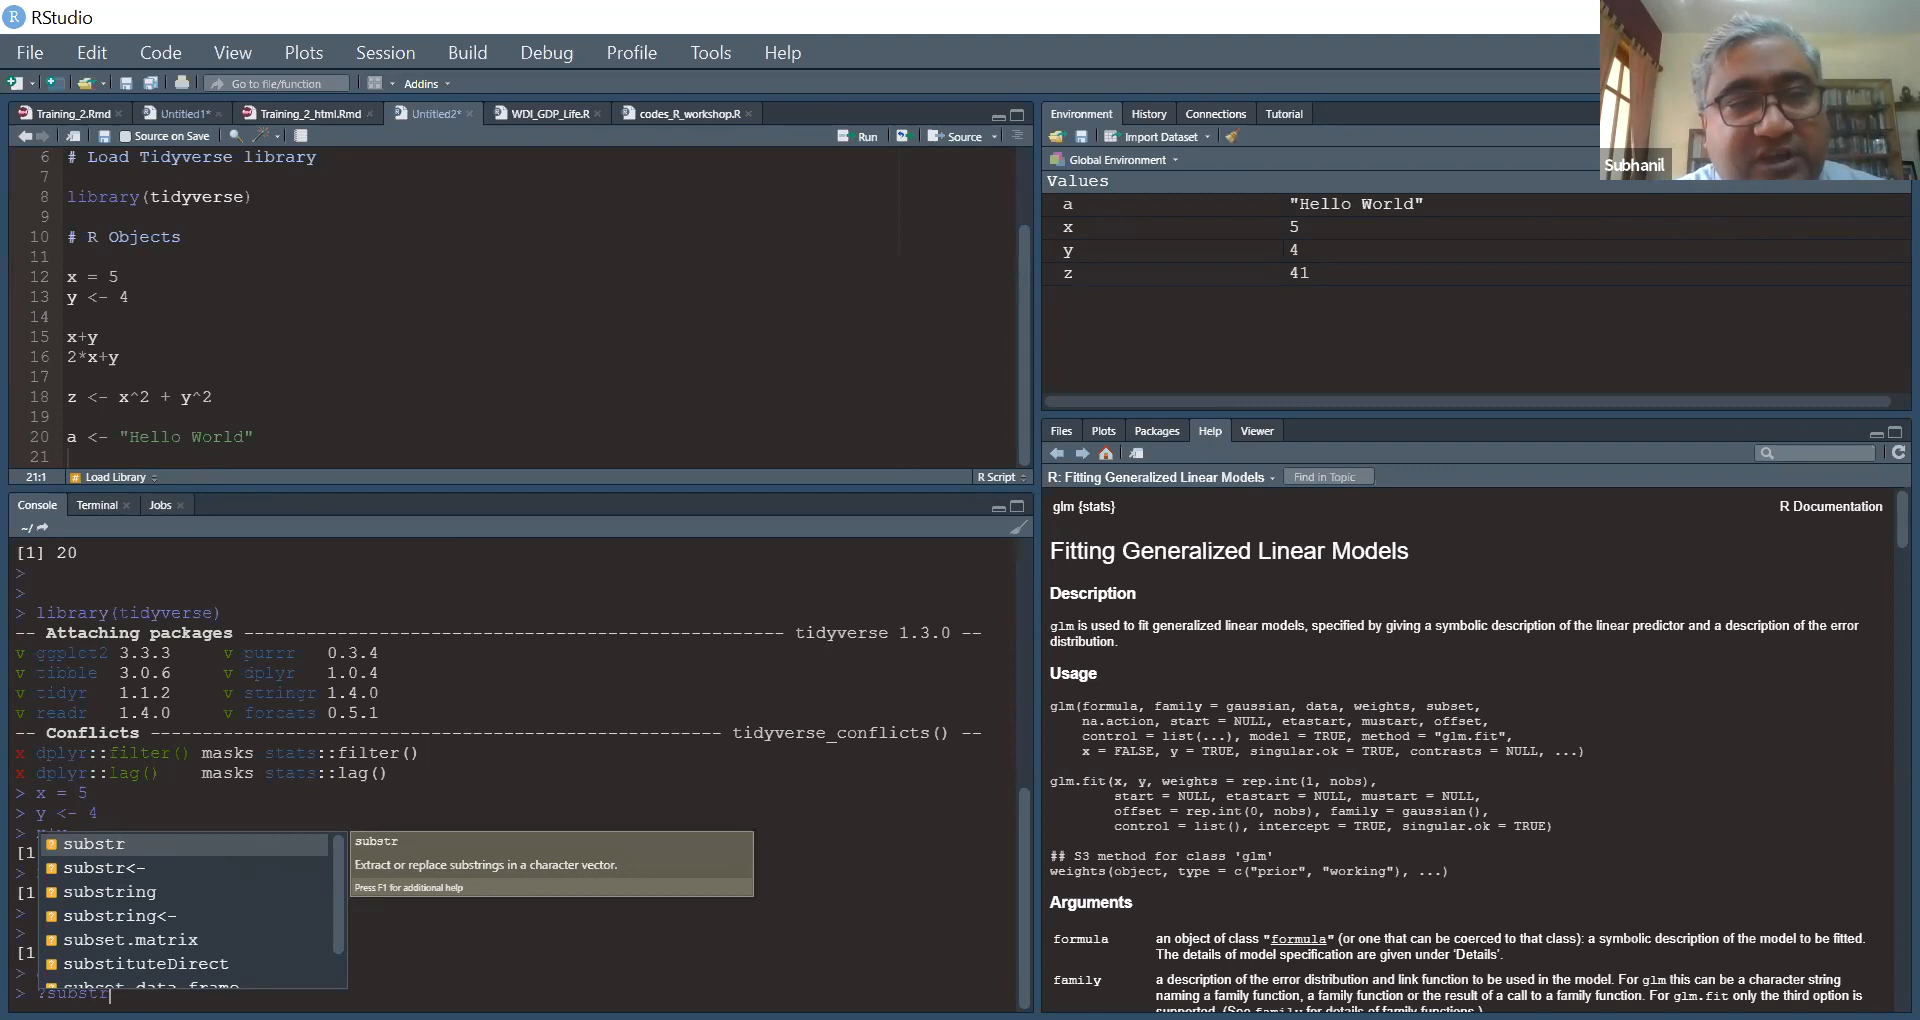 RStudio
File Edit Code View Plots Session Build Debug Profile Tools Help
Go to file/function Addins
Training_2.Rmd Untitled1* Training_2_html.Rmd Untitled2* WDI_GDP_Life.R codes_R_workshop.R
Source on Save Run Source
6 # Load Tidyverse library
7
8 library(tidyverse)
9
10 # R Objects
11
12 x = 5
13 y <- 4
14
15 x+y
16 2*x+y
17
18 z <- x^2 + y^2
19
20 a <- "Hello World"
21
21:1 Load Library R Script
Console Terminal Jobs
~/
[1] 20
>
>
> library(tidyverse)
-- Attaching packages ---------------------------------------------------- tidyverse 1.3.0 --
v ggplot2 3.3.3 v purrr 0.3.4
v tibble 3.0.6 v dplyr 1.0.4
v tidyr 1.1.2 v stringr 1.4.0
v readr 1.4.0 v forcats 0.5.1
-- Conflicts ------------------------------------------------------- tidyverse_conflicts() --
x dplyr::filter() masks stats::filter()
x dplyr::lag() masks stats::lag()
> x = 5
> y <- 4
>
[1
>
[1
>
>
[1
>
> ?substr
substr
substr<-
substring
substring<-
subset.matrix
substituteDirect
subset.data.frame
substr
Extract or replace substrings in a character vector.
Press F1 for additional help
Environment History Connections Tutorial
Import Dataset
Global Environment
Values
a "Hello World"
x 5
y 4
z 41
Subhanil
Files Plots Packages Help Viewer
R: Fitting Generalized Linear Models Find in Topic
glm {stats} R Documentation
Fitting Generalized Linear Models
Description
glm is used to fit generalized linear models, specified by giving a symbolic description of the linear predictor and a description of the error
distribution.
Usage
glm(formula, family = gaussian, data, weights, subset,
na.action, start = NULL, etastart, mustart, offset,
control = list(...), model = TRUE, method = "glm.fit",
x = FALSE, y = TRUE, singular.ok = TRUE, contrasts = NULL, ...)
glm.fit(x, y, weights = rep.int(1, nobs),
start = NULL, etastart = NULL, mustart = NULL,
offset = rep.int(0, nobs), family = gaussian(),
control = list(), intercept = TRUE, singular.ok = TRUE)
## S3 method for class 'glm'
weights(object, type = c("prior", "working"), ...)
Arguments
formula an object of class "formula" (or one that can be coerced to that class): a symbolic description of the model to be fitted.
The details of model specification are given under 'Details'.
family a description of the error distribution and link function to be used in the model. For glm this can be a character string
naming a family function, a family function or the result of a call to a family function. For glm.fit only the third option is
supported. (See family for details of family functions.)